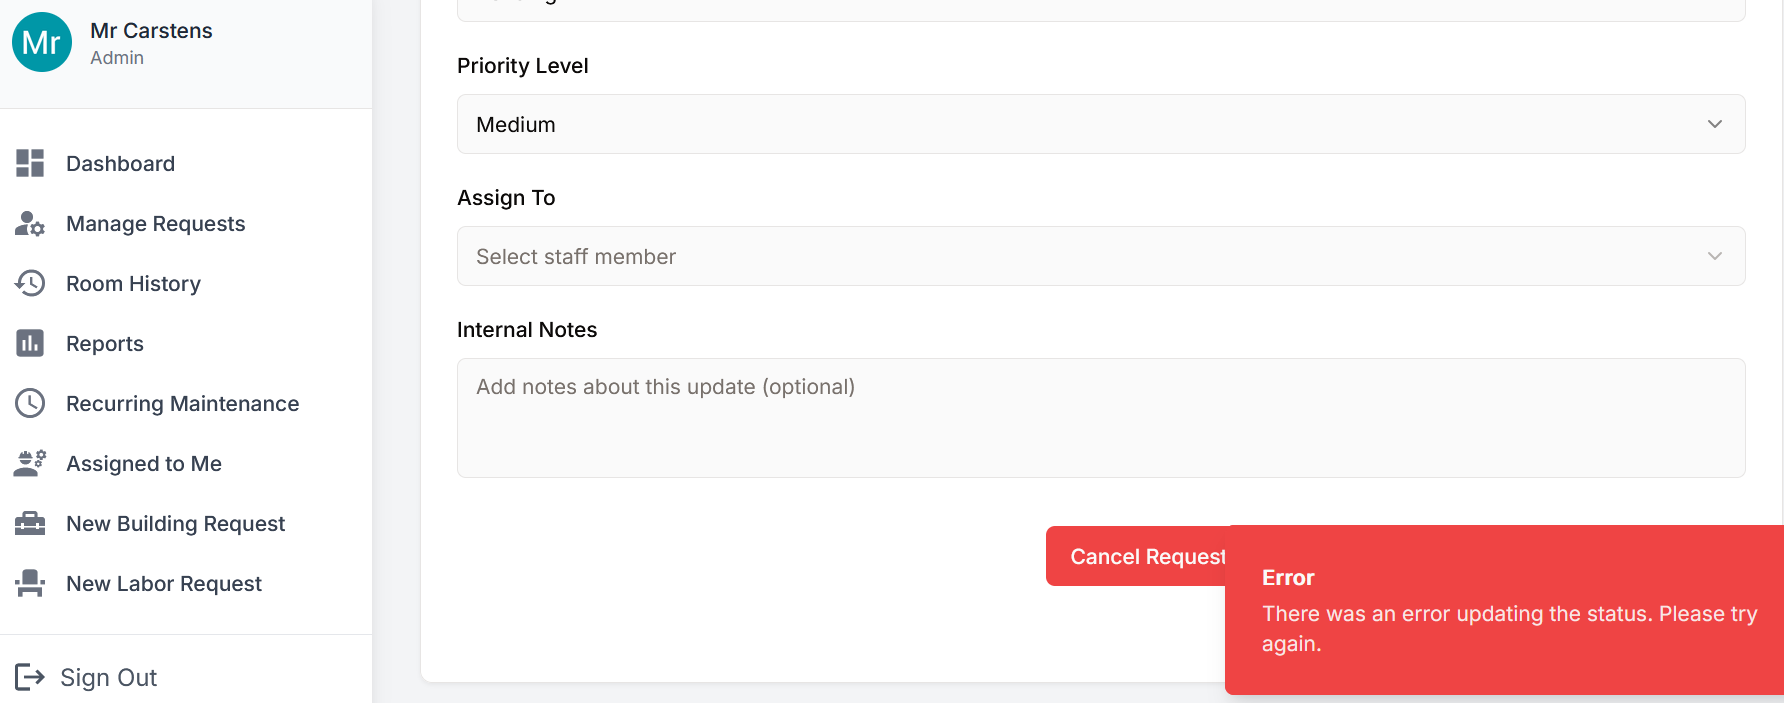 Mr
Mr Carstens
Admin
Dashboard
Manage Requests
Room History
Reports
Recurring Maintenance
Assigned to Me
New Building Request
New Labor Request
Sign Out
Priority Level
Medium
Assign To
Select staff member
Internal Notes
Add notes about this update (optional)
Cancel Request
Error
There was an error updating the status. Please try
again.